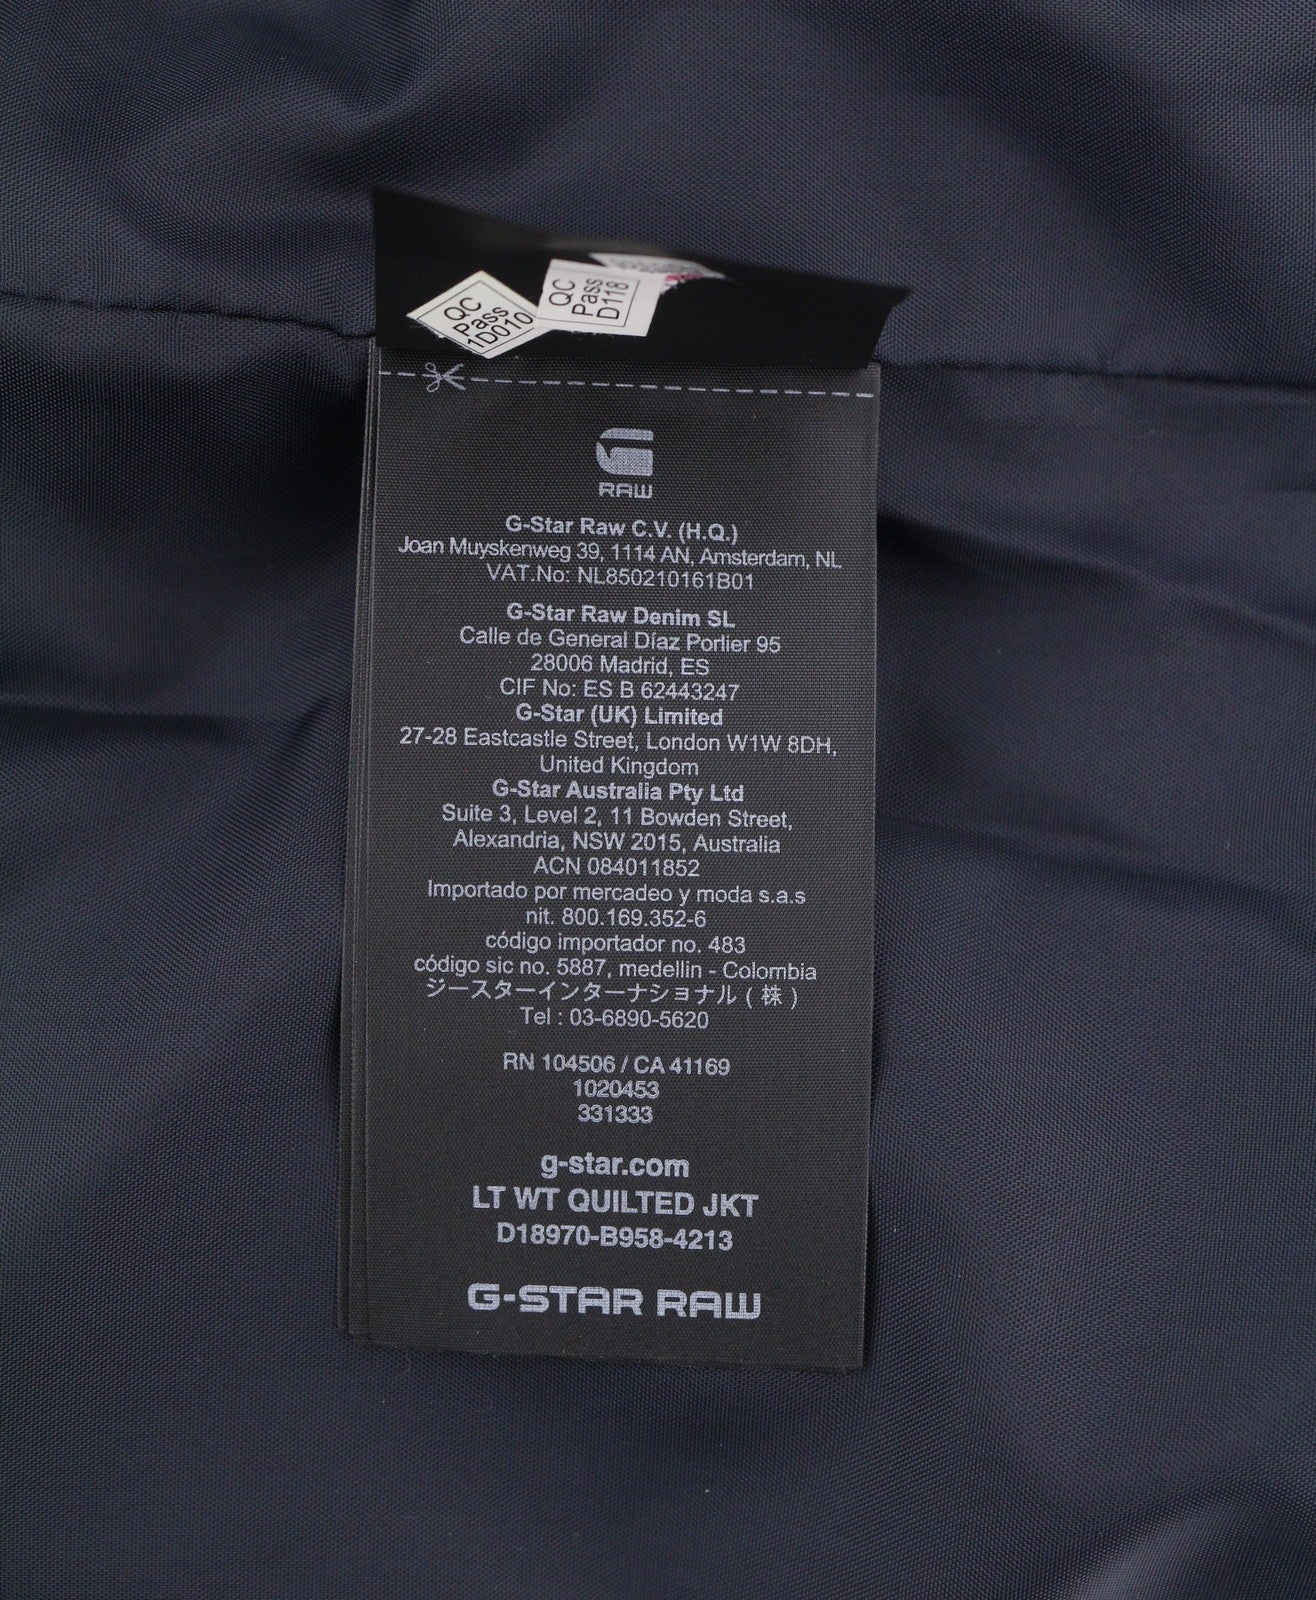 QC
Pass
1D010
QC
Pass
D118
RAW
G-Star Raw C.V. (H.Q.)
Joan Muyskenweg 39, 1114 AN, Amsterdam, NL
VAT.No: NL850210161B01
G-Star Raw Denim SL
Calle de General Díaz Porlier 95
28006 Madrid, ES
CIF No: ES B 62443247
G-Star (UK) Limited
27-28 Eastcastle Street, London W1W 8DH,
United Kingdom
G-Star Australia Pty Ltd
Suite 3, Level 2, 11 Bowden Street,
Alexandria, NSW 2015, Australia
ACN 084011852
Importado por mercadeo y moda s.a.s
nit. 800.169.352-6
código importador no. 483
código sic no. 5887, medellin - Colombia
ジースターインターナショナル(株)
Tel : 03-6890-5620
RN 104506 / CA 41169
1020453
331333
g-star.com
LT WT QUILTED JKT
D18970-B958-4213
G-STAR RAW